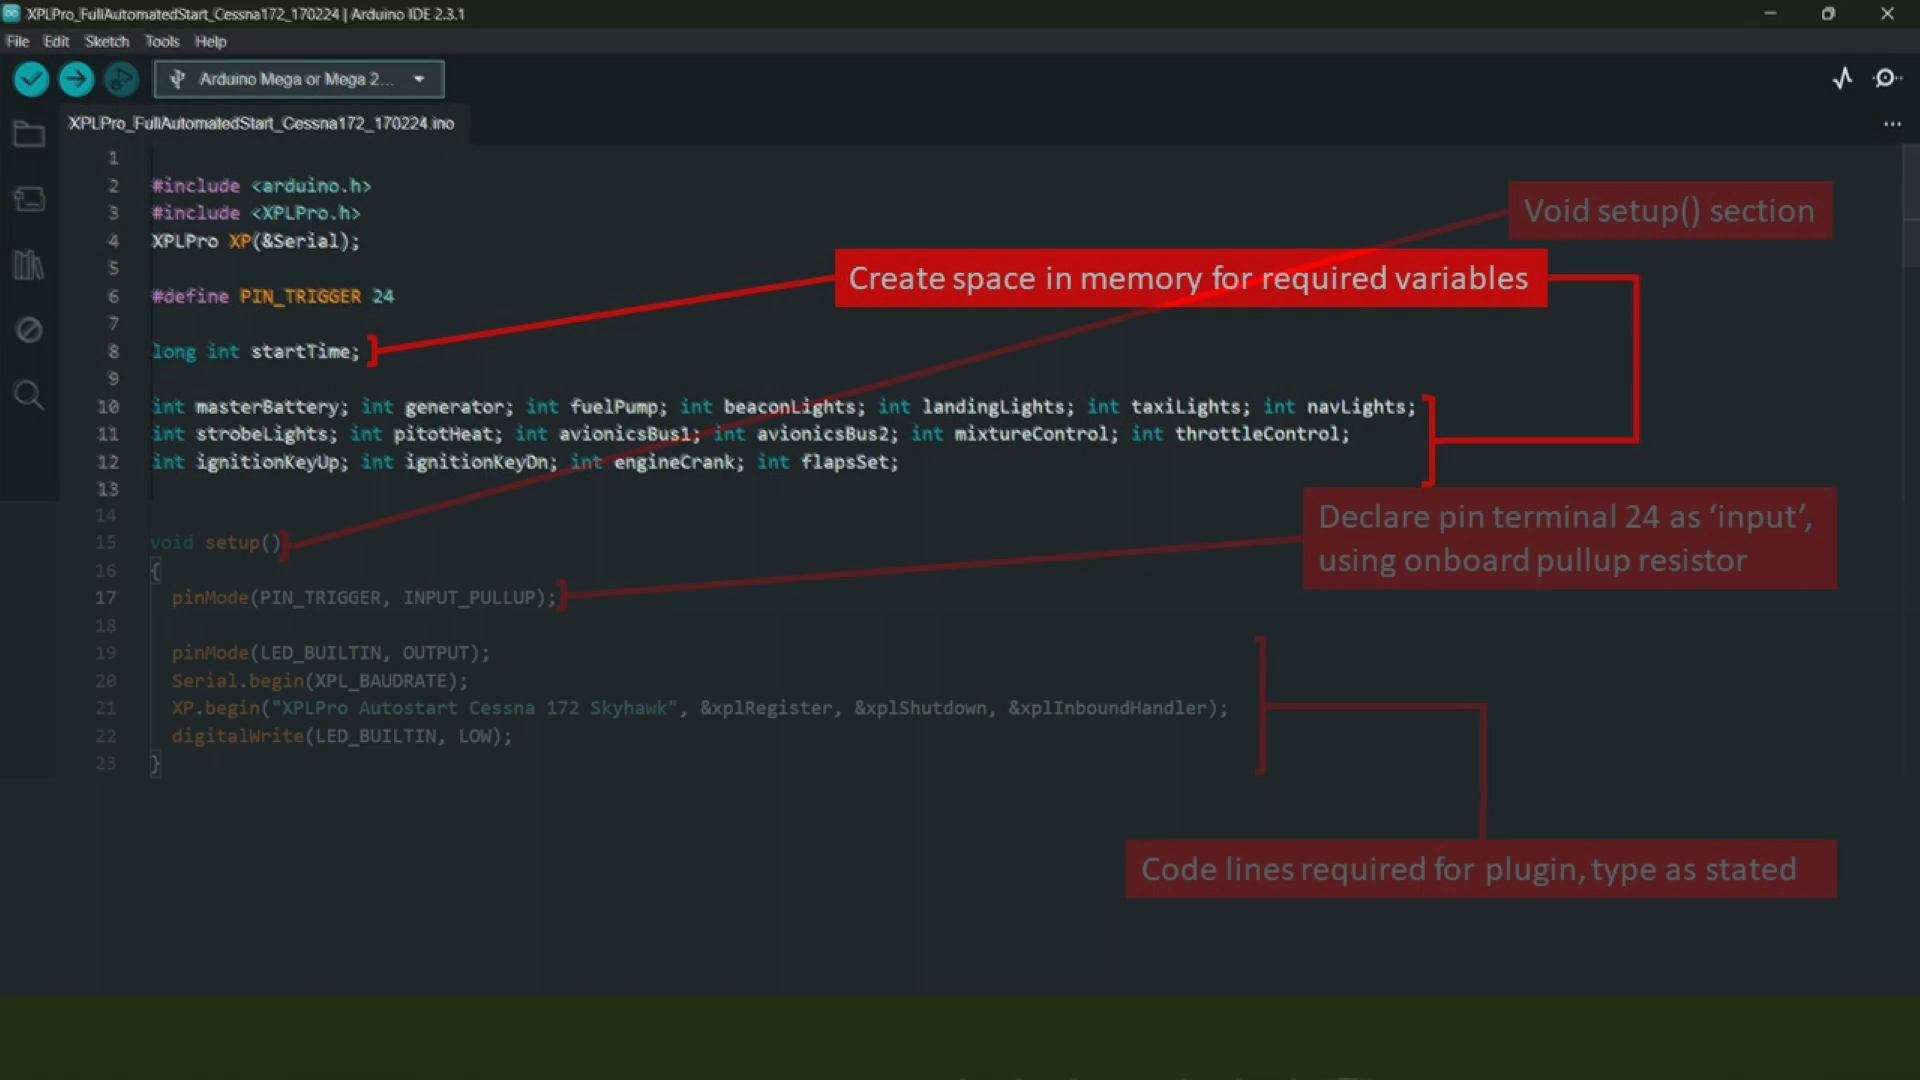 XPLPro_FullAutomatedStart_Cessna172_170224 | Arduino IDE 2.3.1
File Edit Sketch Tools Help
Arduino Mega or Mega 2...
XPLPro_FullAutomatedStart_Cessna172_170224.ino
1
2 #include <arduino.h>
3 #include <XPLPro.h>
4 XPLPro XP(&Serial);
5
6 #define PIN_TRIGGER 24
7
8 long int startTime;
9
10 int masterBattery; int generator; int fuelPump; int beaconLights; int landingLights; int taxiLights; int navLights;
11 int strobeLights; int pitotHeat; int avionicsBus1; int avionicsBus2; int mixtureControl; int throttleControl;
12 int ignitionKeyUp; int ignitionKeyDn; int engineCrank; int flapsSet;
13
14
15 void setup()
16 {
17 pinMode(PIN_TRIGGER, INPUT_PULLUP);
18
19 pinMode(LED_BUILTIN, OUTPUT);
20 Serial.begin(XPL_BAUDRATE);
21 XP.begin("XPLPro Autostart Cessna 172 Skyhawk", &xplRegister, &xplShutdown, &xplInboundHandler);
22 digitalWrite(LED_BUILTIN, LOW);
23 }
Void setup() section
Create space in memory for required variables
Declare pin terminal 24 as ‘input’,
using onboard pullup resistor
Code lines required for plugin, type as stated